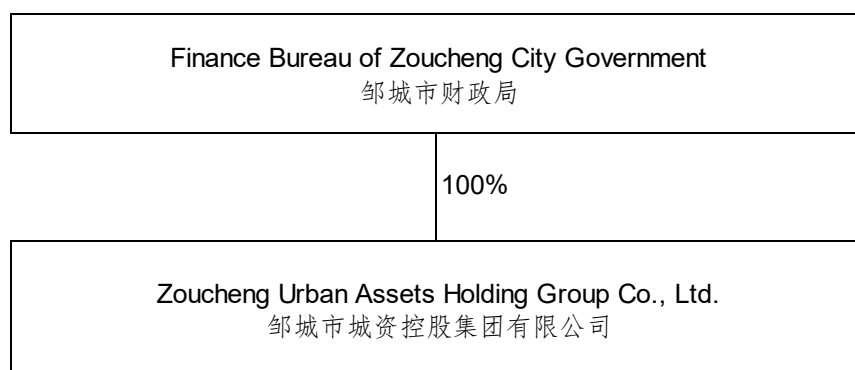 Finance Bureau of Zoucheng City Government
邹城市财政局
100%
Zoucheng Urban Assets Holding Group Co., Ltd.
邹城市城资控股集团有限公司